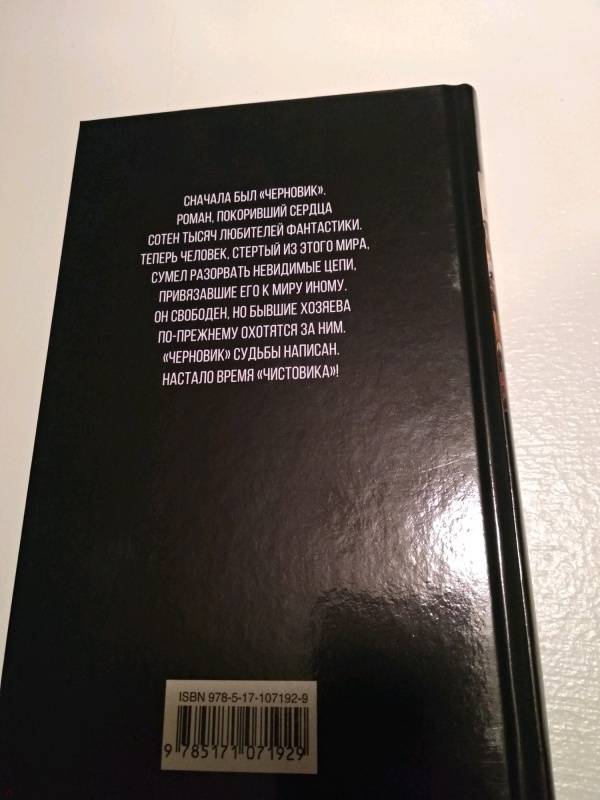 СНАЧАЛА БЫЛ «ЧЕРНОВИК».
РОМАН, ПОКОРИВШИЙ СЕРДЦА
СОТЕН ТЫСЯЧ ЛЮБИТЕЛЕЙ ФАНТАСТИКИ.
ТЕПЕРЬ ЧЕЛОВЕК, СТЕРТЫЙ ИЗ ЭТОГО МИРА,
СУМЕЛ РАЗОРВАТЬ НЕВИДИМЫЕ ЦЕПИ,
ПРИВЯЗАВШИЕ ЕГО К МИРУ ИНОМУ.
ОН СВОБОДЕН, НО БЫВШИЕ ХОЗЯЕВА
ПО-ПРЕЖНЕМУ ОХОТЯТСЯ ЗА НИМ.
«ЧЕРНОВИК» СУДЬБЫ НАПИСАН.
НАСТАЛО ВРЕМЯ «ЧИСТОВИКА»!
ISBN 978-5-17-107192-9
9 785171 071929